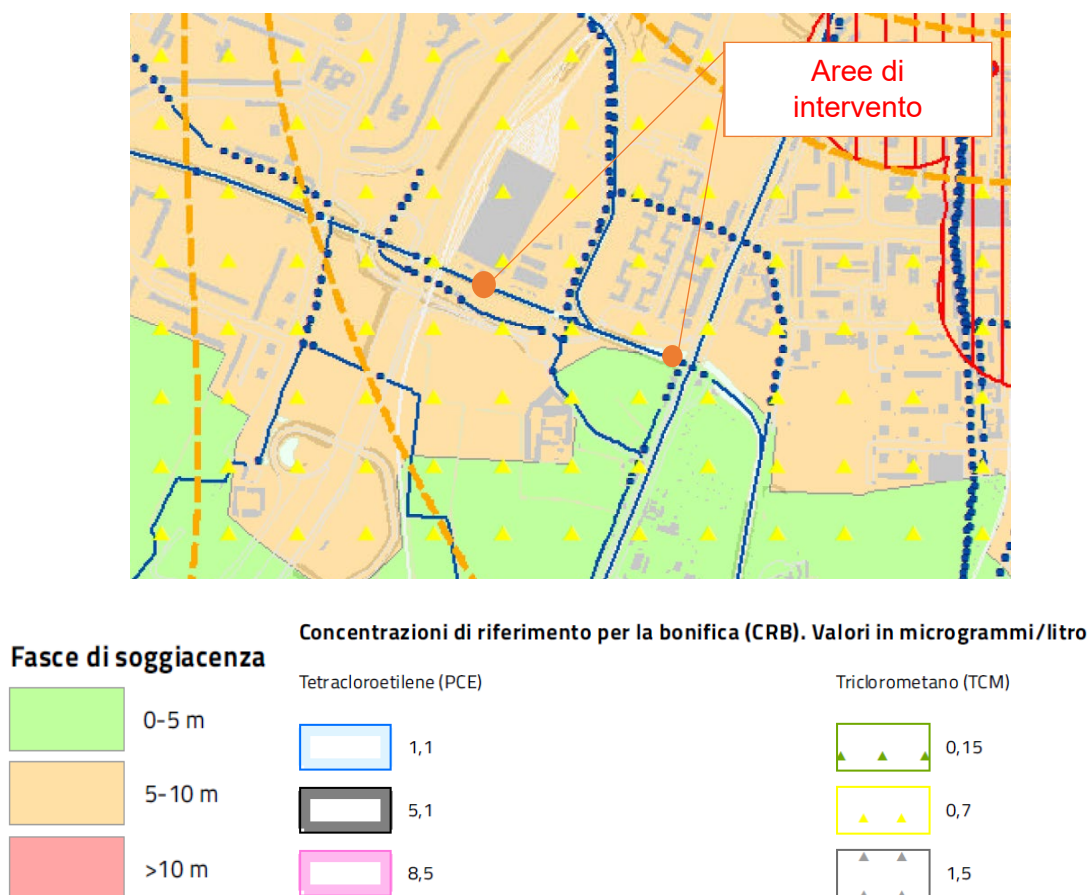 Aree di
intervento
Concentrazioni di riferimento per la bonifica (CRB). Valori in microgrammi/litro
Fasce di soggiacenza
Tetracloroetilene (PCE)
Triclorometano (TCM)
0-5 m
1,1
0,15
5-10 m
5,1
0,7
>10 m
8,5
1,5